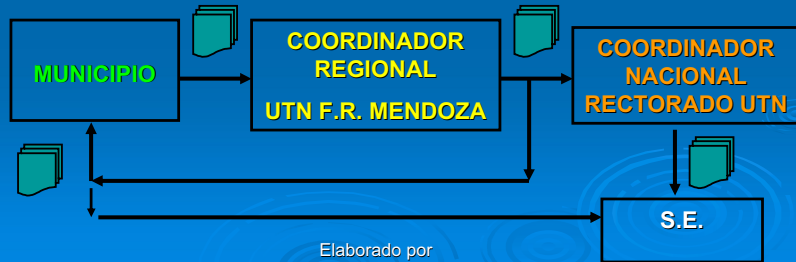 MUNICIPIO
COORDINADOR
REGIONAL
UTN F.R. MENDOZA
COORDINADOR
NACIONAL
RECTORADO UTN
S.E.
Elaborado por